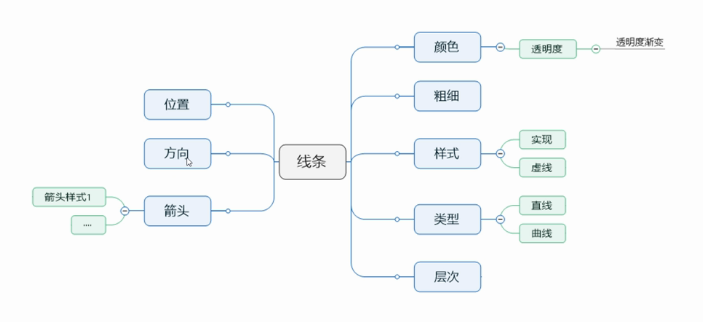 线条
颜色
透明度
透明度渐变
粗细
样式
实现
虚线
类型
直线
曲线
层次
位置
方向
箭头
箭头样式1
....